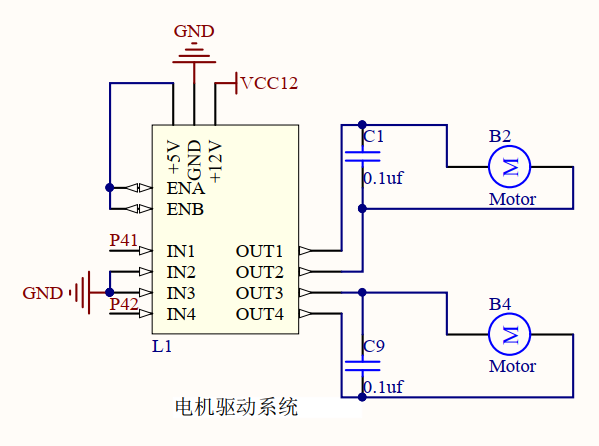 GND
VCC12
+5V
GND
+12V
ENA
ENB
P41
IN1
OUT1
IN2
OUT2
GND
IN3
OUT3
P42
IN4
OUT4
L1
C1
0.1uf
B2
M
Motor
C9
0.1uf
B4
M
Motor
电机驱动系统